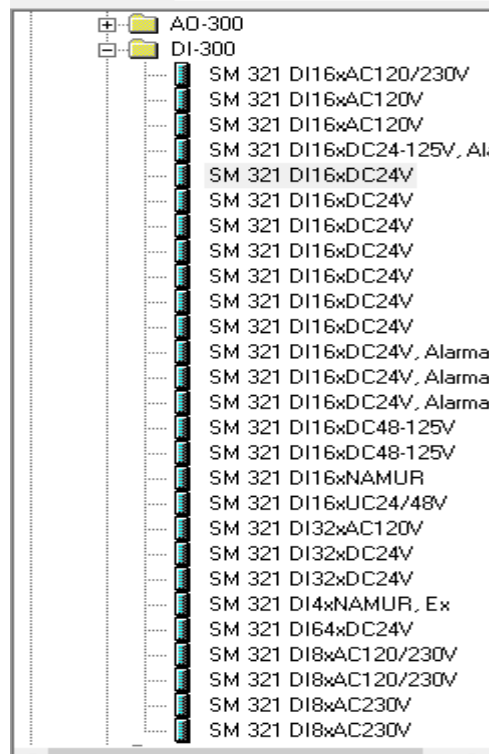 AO-300
DI-300
SM 321 DI16xAC120/230V
SM 321 DI16xAC120V
SM 321 DI16xAC120V
SM 321 DI16xDC24-125V, Ala
SM 321 DI16xDC24V
SM 321 DI16xDC24V
SM 321 DI16xDC24V
SM 321 DI16xDC24V
SM 321 DI16xDC24V
SM 321 DI16xDC24V
SM 321 DI16xDC24V
SM 321 DI16xDC24V, Alarma
SM 321 DI16xDC24V, Alarma
SM 321 DI16xDC24V, Alarma
SM 321 DI16xDC48-125V
SM 321 DI16xDC48-125V
SM 321 DI16xNAMUR
SM 321 DI16xUC24/48V
SM 321 DI32xAC120V
SM 321 DI32xDC24V
SM 321 DI32xDC24V
SM 321 DI4xNAMUR, Ex
SM 321 DI64xDC24V
SM 321 DI8xAC120/230V
SM 321 DI8xAC120/230V
SM 321 DI8xAC230V
SM 321 DI8xAC230V